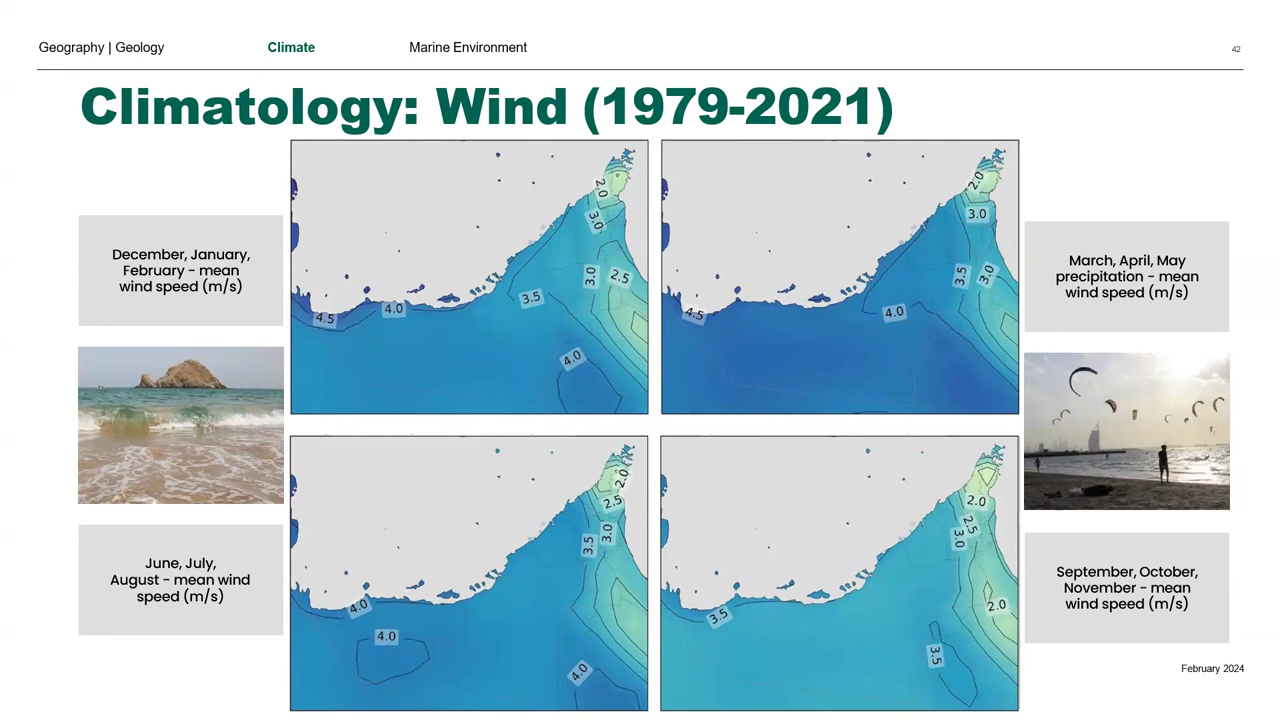 Geography | Geology
Climate
Marine Environment
42
Climatology: Wind (1979-2021)
December, January,
February - mean
wind speed (m/s)
2.0
3.0
3.0
2.5
3.5
4.0
4.5
4.0
2.0
3.0
3.5
3.0
4.0
4.5
March, April, May
precipitation - mean
wind speed (m/s)
June, July,
August - mean wind
speed (m/s)
2.0
2.5
3.0
3.5
4.0
4.0
4.0
2.0
2.5
3.0
2.0
3.5
3.5
September, October,
November - mean
wind speed (m/s)
February 2024